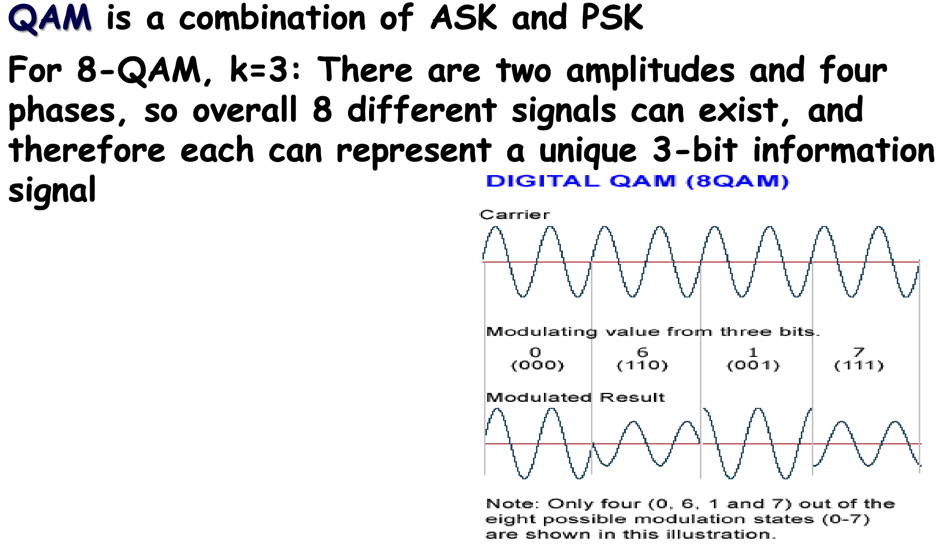 QAM is a combination of ASK and PSK
For 8-QAM, k=3: There are two amplitudes and four
phases, so overall 8 different signals can exist, and
therefore each can represent a unique 3-bit information
signal
DIGITAL QAM (8QAM)
Carrier
Modulating value from three bits.
0 6 1 7
(000) (110) (001) (111)
Modulated Result
Note: Only four (0, 6, 1 and 7) out of the
eight possible modulation states (0-7)
are shown in this illustration.